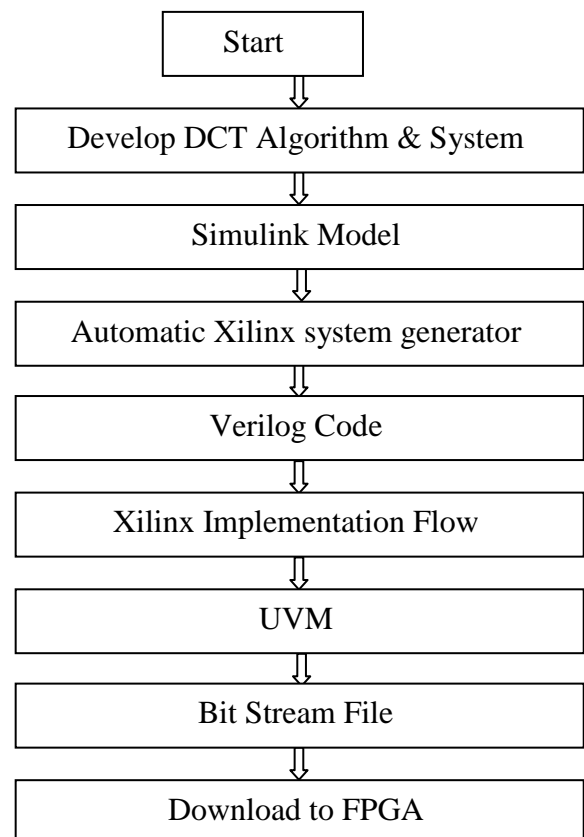 Start
Develop DCT Algorithm & System
Simulink Model
Automatic Xilinx system generator
Verilog Code
Xilinx Implementation Flow
UVM
Bit Stream File
Download to FPGA